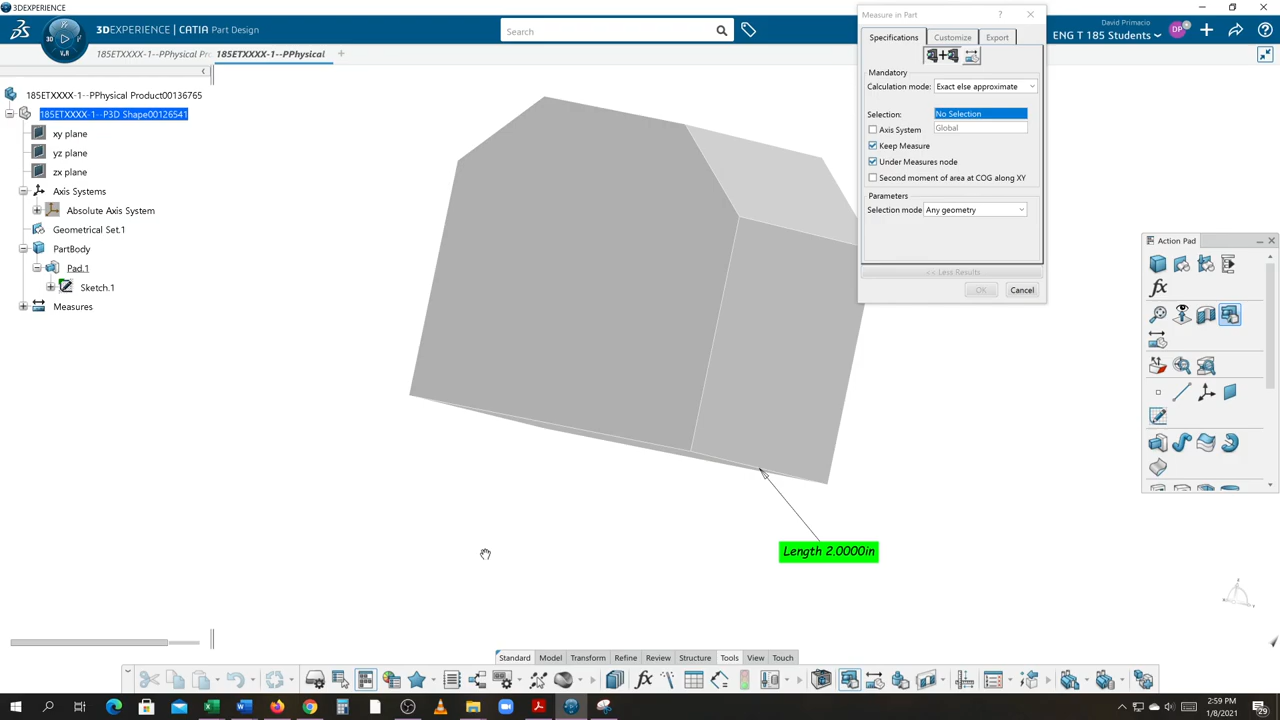 3DEXPERIENCE
3DEXPERIENCE | CATIA Part Design
V.R
Search
David Primacio
ENG T 185 Students
DP
185ETXXXX-1--PPhysical Pr
185ETXXXX-1--PPhysical
+
185ETXXXX-1--PPhysical Product00136765
185ETXXXX-1--P3D Shape00126541
xy plane
yz plane
zx plane
Axis Systems
Absolute Axis System
Geometrical Set.1
PartBody
Pad.1
Sketch.1
Measures
Measure in Part
Specifications
Customize
Export
Mandatory
Calculation mode: Exact else approximate
Selection: No Selection
Axis System Global
Keep Measure
Under Measures node
Second moment of area at COG along XY
Parameters
Selection mode Any geometry
<< Less Results
OK
Cancel
Action Pad
fx
Length 2.0000in
Standard Model Transform Refine Review Structure Tools View Touch
fx
2:59 PM
1/8/2021
29